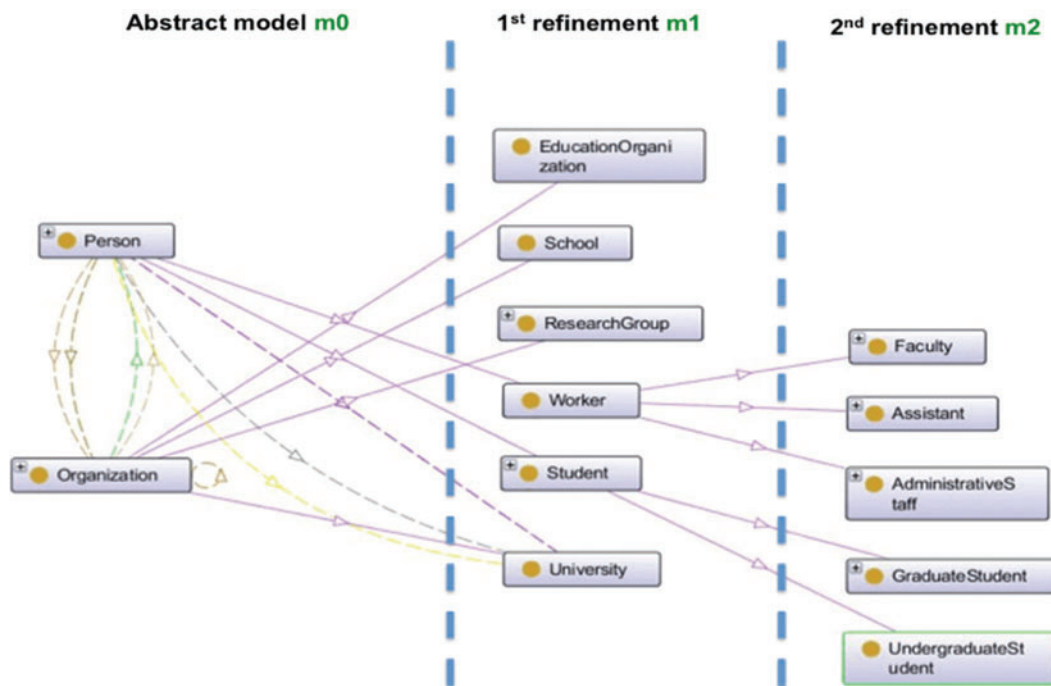 Abstract model m0
1st refinement m1
2nd refinement m2
EducationOrgani
zation
Person
School
ResearchGroup
Faculty
Worker
Assistant
Organization
Student
AdministrativeS
taff
University
GraduateStudent
UndergraduateSt
udent